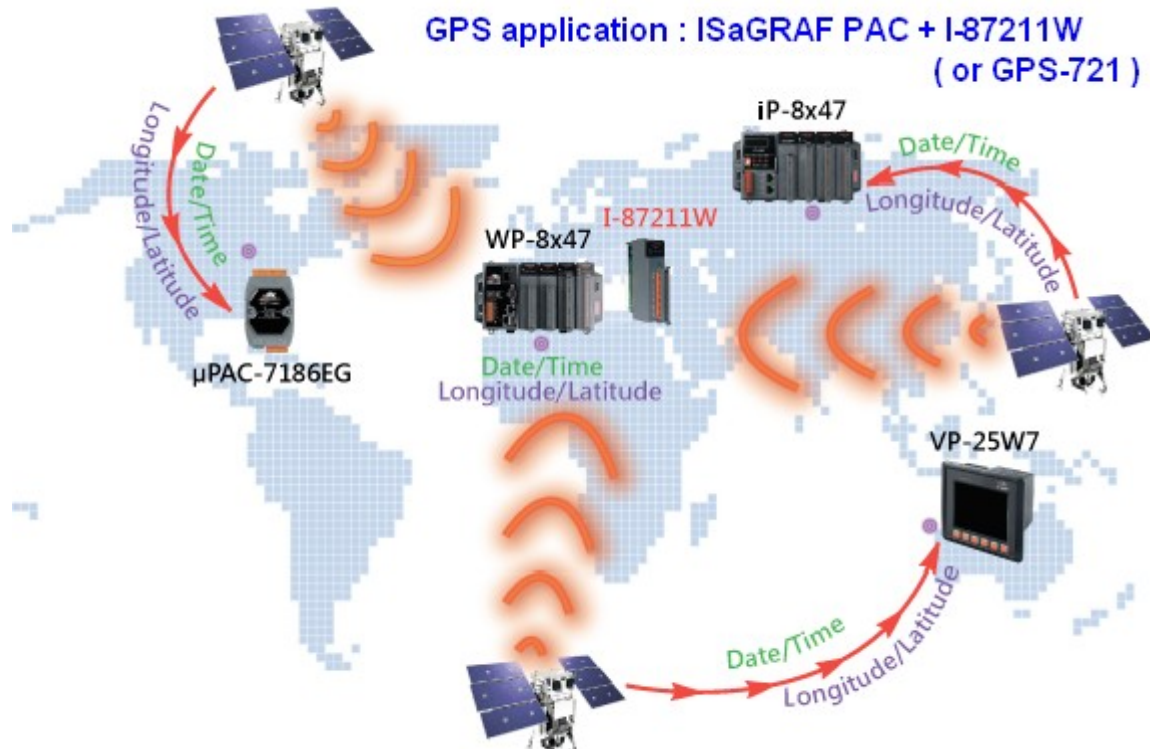 GPS application : ISaGRAF PAC + I-87211W
( or GPS-721 )
iP-8x47
Date/Time
Longitude/Latitude
Date/Time
Longitude/Latitude
I-87211W
WP-8x47
Date/Time
Longitude/Latitude
µPAC-7186EG
VP-25W7
Date/Time
Longitude/Latitude